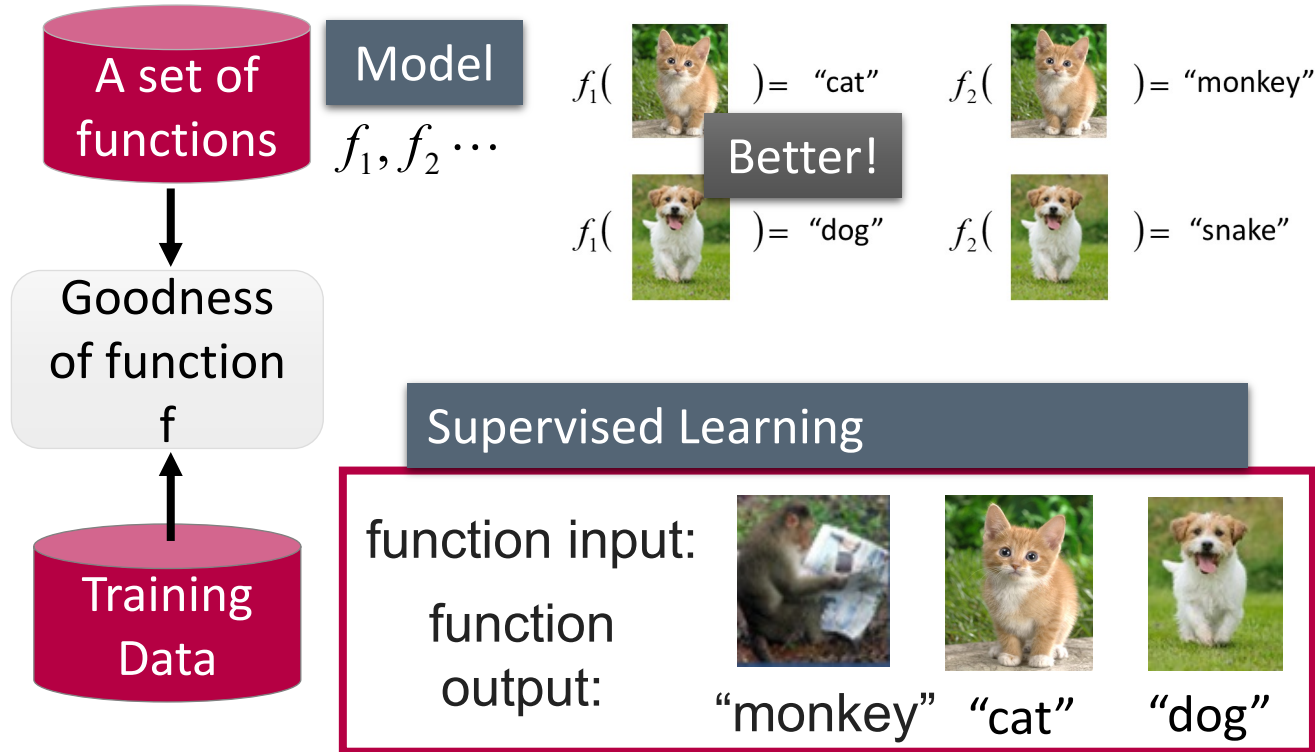 A set of
functions
Model
f₁, f₂ ⋯
f₁( )= “cat”
f₂( )= “monkey”
Better!
f₁( )= “dog”
f₂( )= “snake”
Goodness
of function
f
Supervised Learning
Training
Data
function input:
function
output:
“monkey” “cat” “dog”